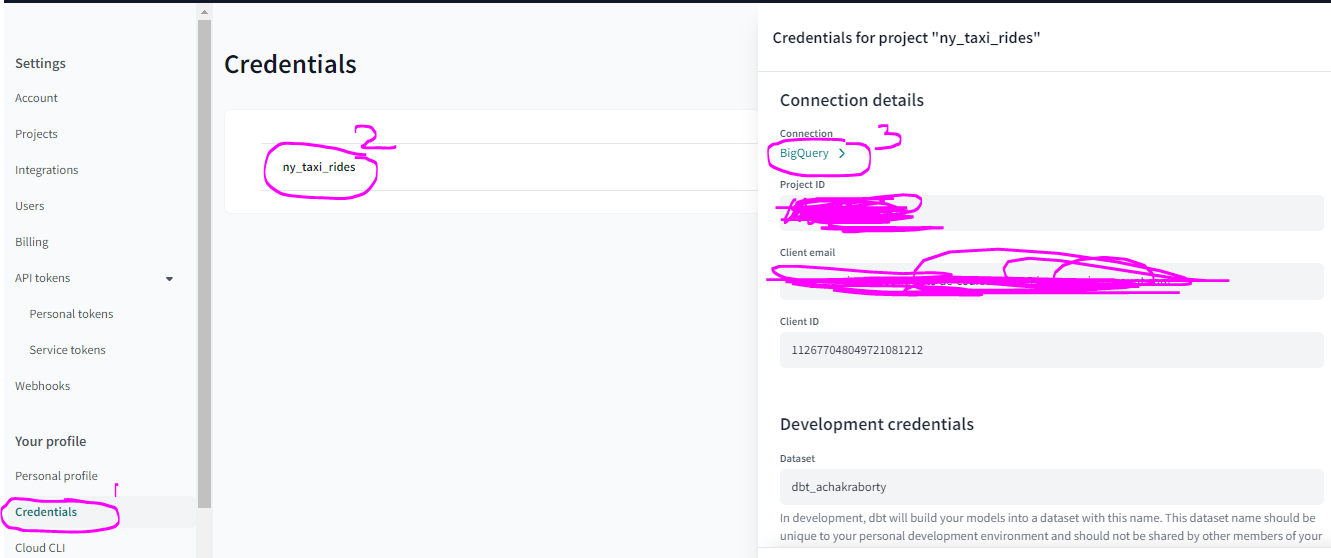 Settings
Account
Projects
Integrations
Users
Billing
API tokens
Personal tokens
Service tokens
Webhooks
Your profile
Personal profile
1
Credentials
Cloud CLI
Credentials
2
ny_taxi_rides
Credentials for project "ny_taxi_rides"
Connection details
Connection
3
BigQuery
Project ID
Client email
Client ID
112677048049721081212
Development credentials
Dataset
dbt_achakraborty
In development, dbt will build your models into a dataset with this name. This dataset name should be
unique to your personal development environment and should not be shared by other members of your